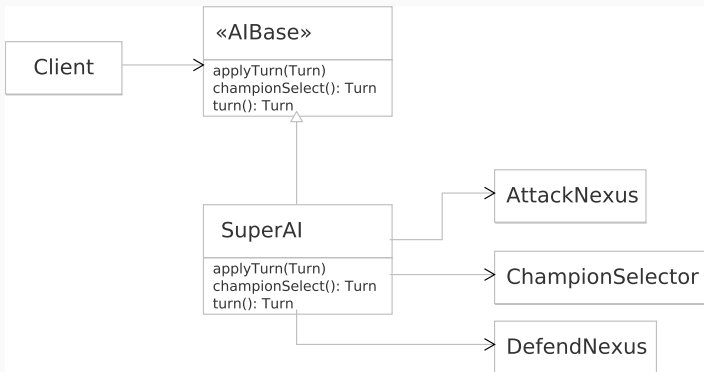 «AIBase»
Client
applyTurn(Turn)
championSelect(): Turn
turn(): Turn
AttackNexus
SuperAI
applyTurn(Turn)
championSelect(): Turn
turn(): Turn
ChampionSelector
DefendNexus